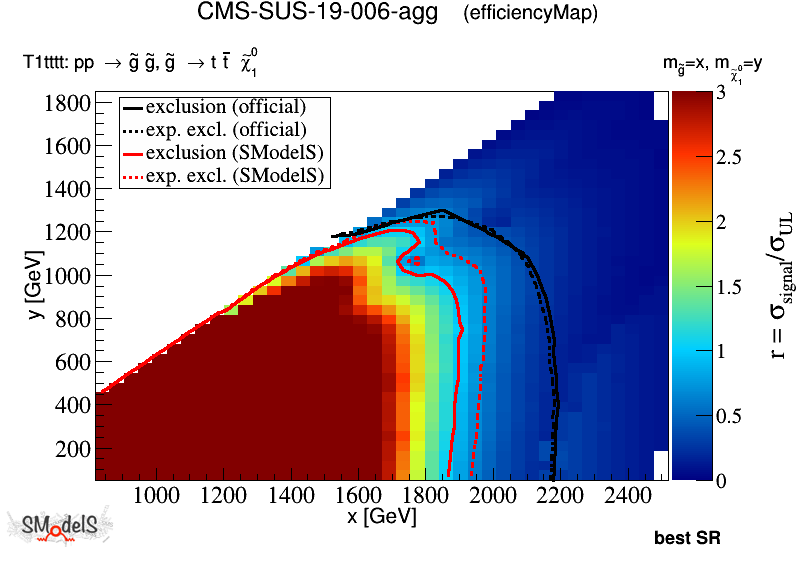 CMS-SUS-19-006-agg (efficiencyMap)
T1tttt: pp → g̃ g̃, g̃ → t t̄ χ̃₁⁰
m_g̃=x, m_χ̃₁⁰=y
exclusion (official)
exp. excl. (official)
exclusion (SModelS)
exp. excl. (SModelS)
1800
1600
1400
1200
1000
800
600
400
200
y [GeV]
1000 1200 1400 1600 1800 2000 2200 2400
x [GeV]
3
2.5
2
1.5
1
0.5
0
r = σ_signal/σ_UL
SModelS
best SR